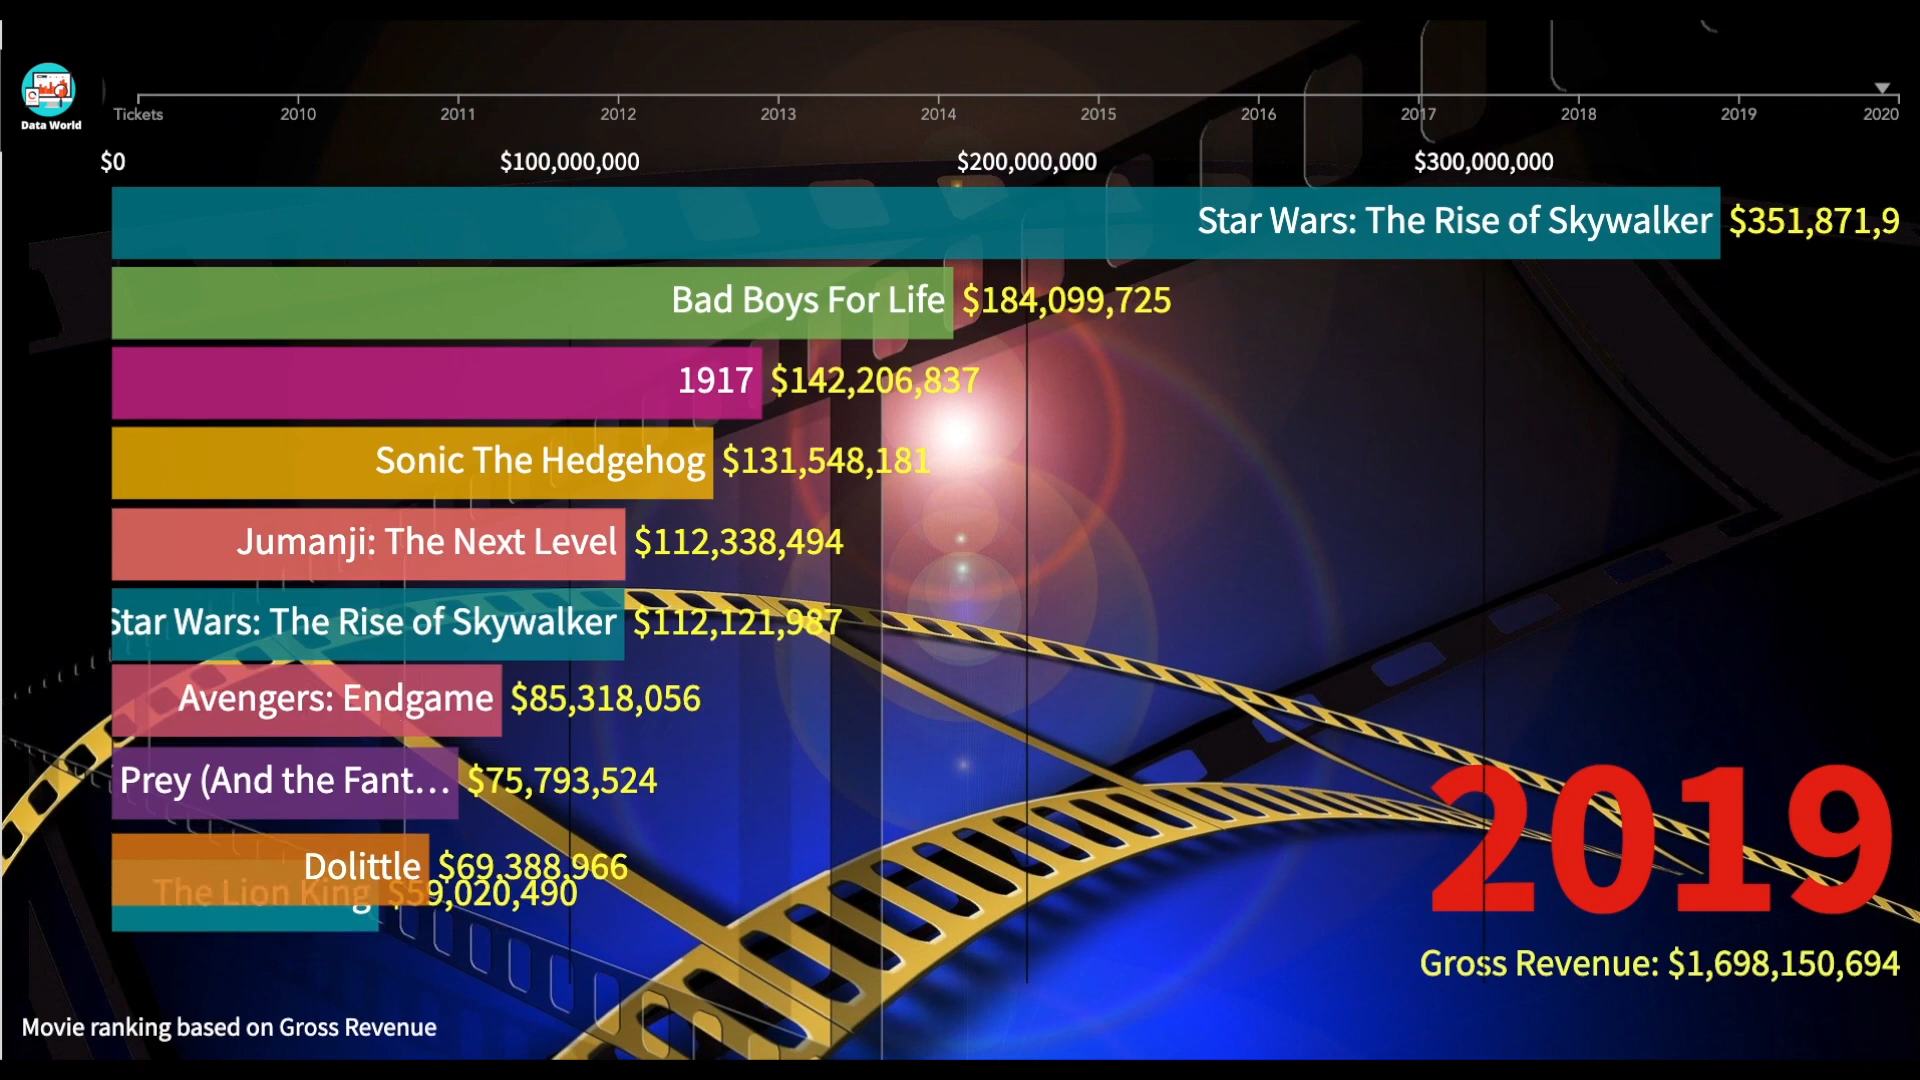 Data World
Tickets 2010 2011 2012 2013 2014 2015 2016 2017 2018 2019 2020
$0 $100,000,000 $200,000,000 $300,000,000
Star Wars: The Rise of Skywalker $351,871,9
Bad Boys For Life $184,099,725
1917 $142,206,837
Sonic The Hedgehog $131,548,181
Jumanji: The Next Level $112,338,494
Star Wars: The Rise of Skywalker $112,121,987
Avengers: Endgame $85,318,056
Prey (And the Fant... $75,793,524
Dolittle $69,388,966
The Lion King $59,020,490
2019
Gross Revenue: $1,698,150,694
Movie ranking based on Gross Revenue